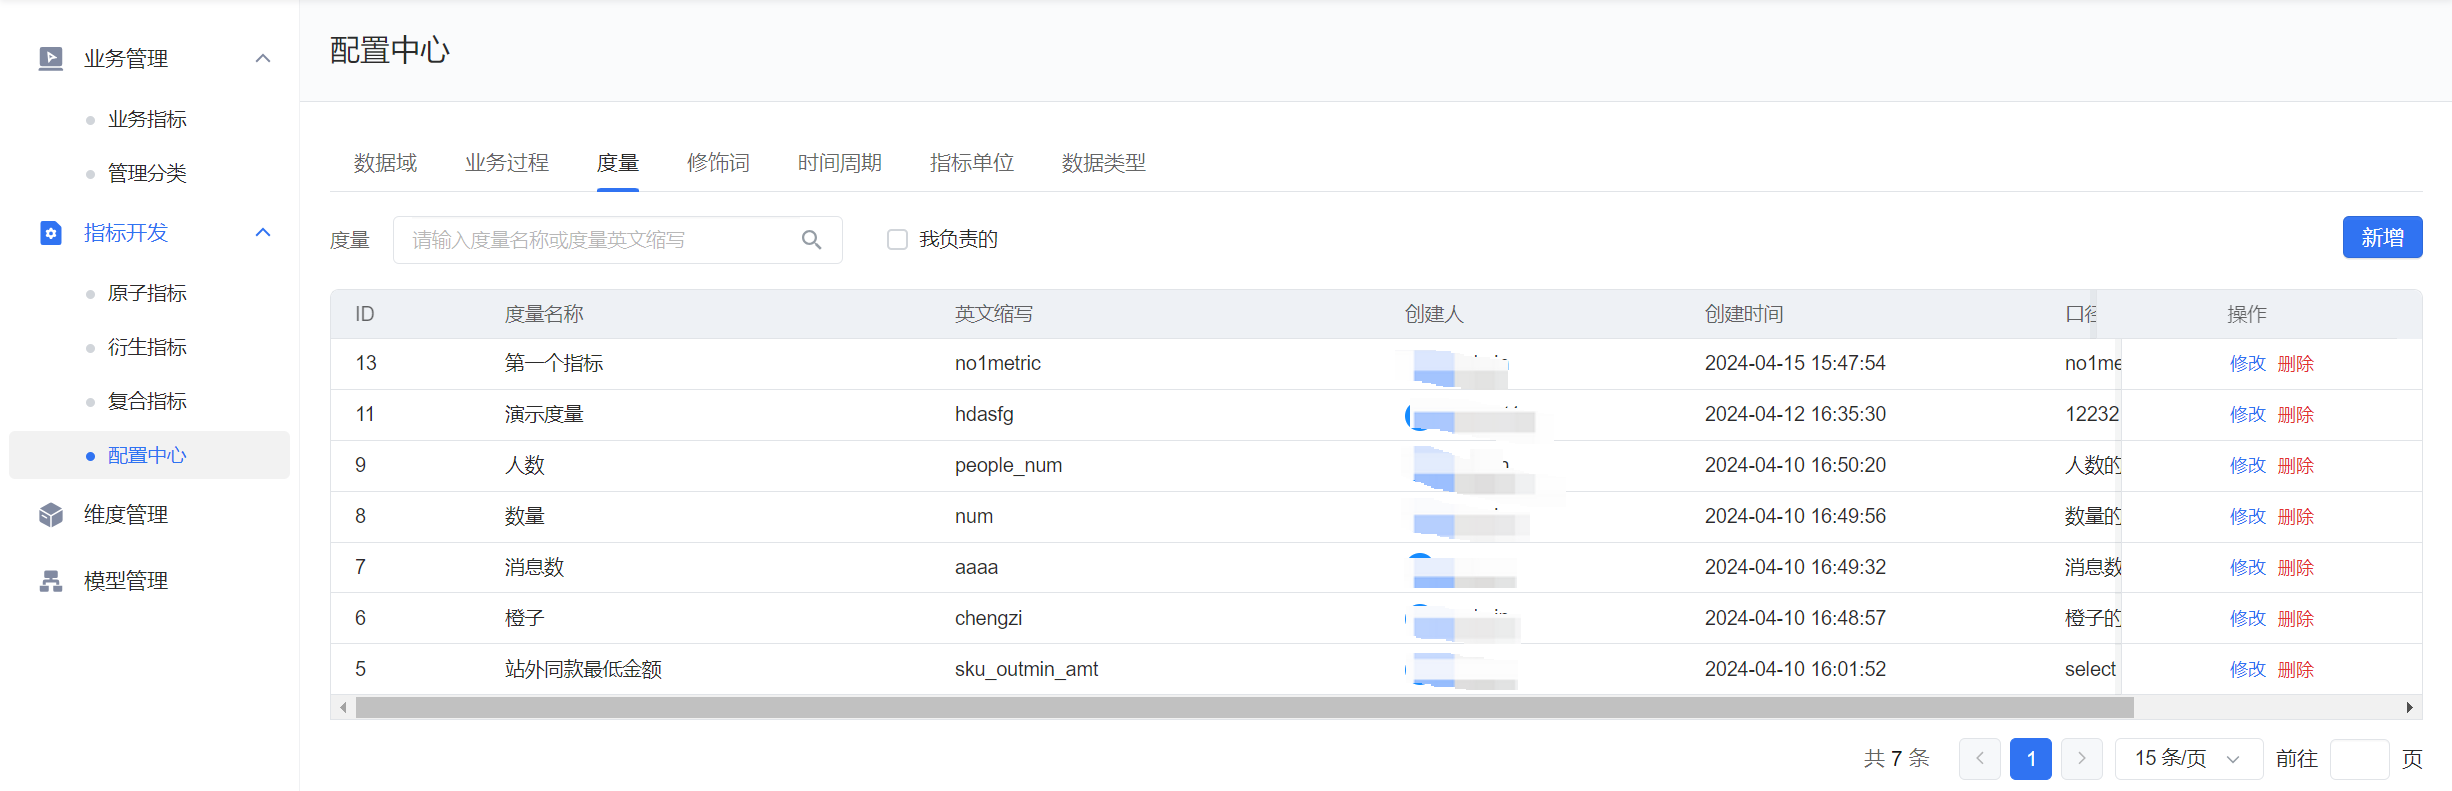 业务管理
业务指标
管理分类
指标开发
原子指标
衍生指标
复合指标
配置中心
维度管理
模型管理
配置中心
数据域 业务过程 度量 修饰词 时间周期 指标单位 数据类型
度量 请输入度量名称或度量英文缩写 我负责的 新增
ID 度量名称 英文缩写 创建人 创建时间 口径 操作
13 第一个指标 no1metric 2024-04-15 15:47:54 no1me 修改 删除
11 演示度量 hdasfg 2024-04-12 16:35:30 12232 修改 删除
9 人数 people_num 2024-04-10 16:50:20 人数的 修改 删除
8 数量 num 2024-04-10 16:49:56 数量的 修改 删除
7 消息数 aaaa 2024-04-10 16:49:32 消息数 修改 删除
6 橙子 chengzi 2024-04-10 16:48:57 橙子的 修改 删除
5 站外同款最低金额 sku_outmin_amt 2024-04-10 16:01:52 select 修改 删除
共 7 条 1 15 条/页 前往 页